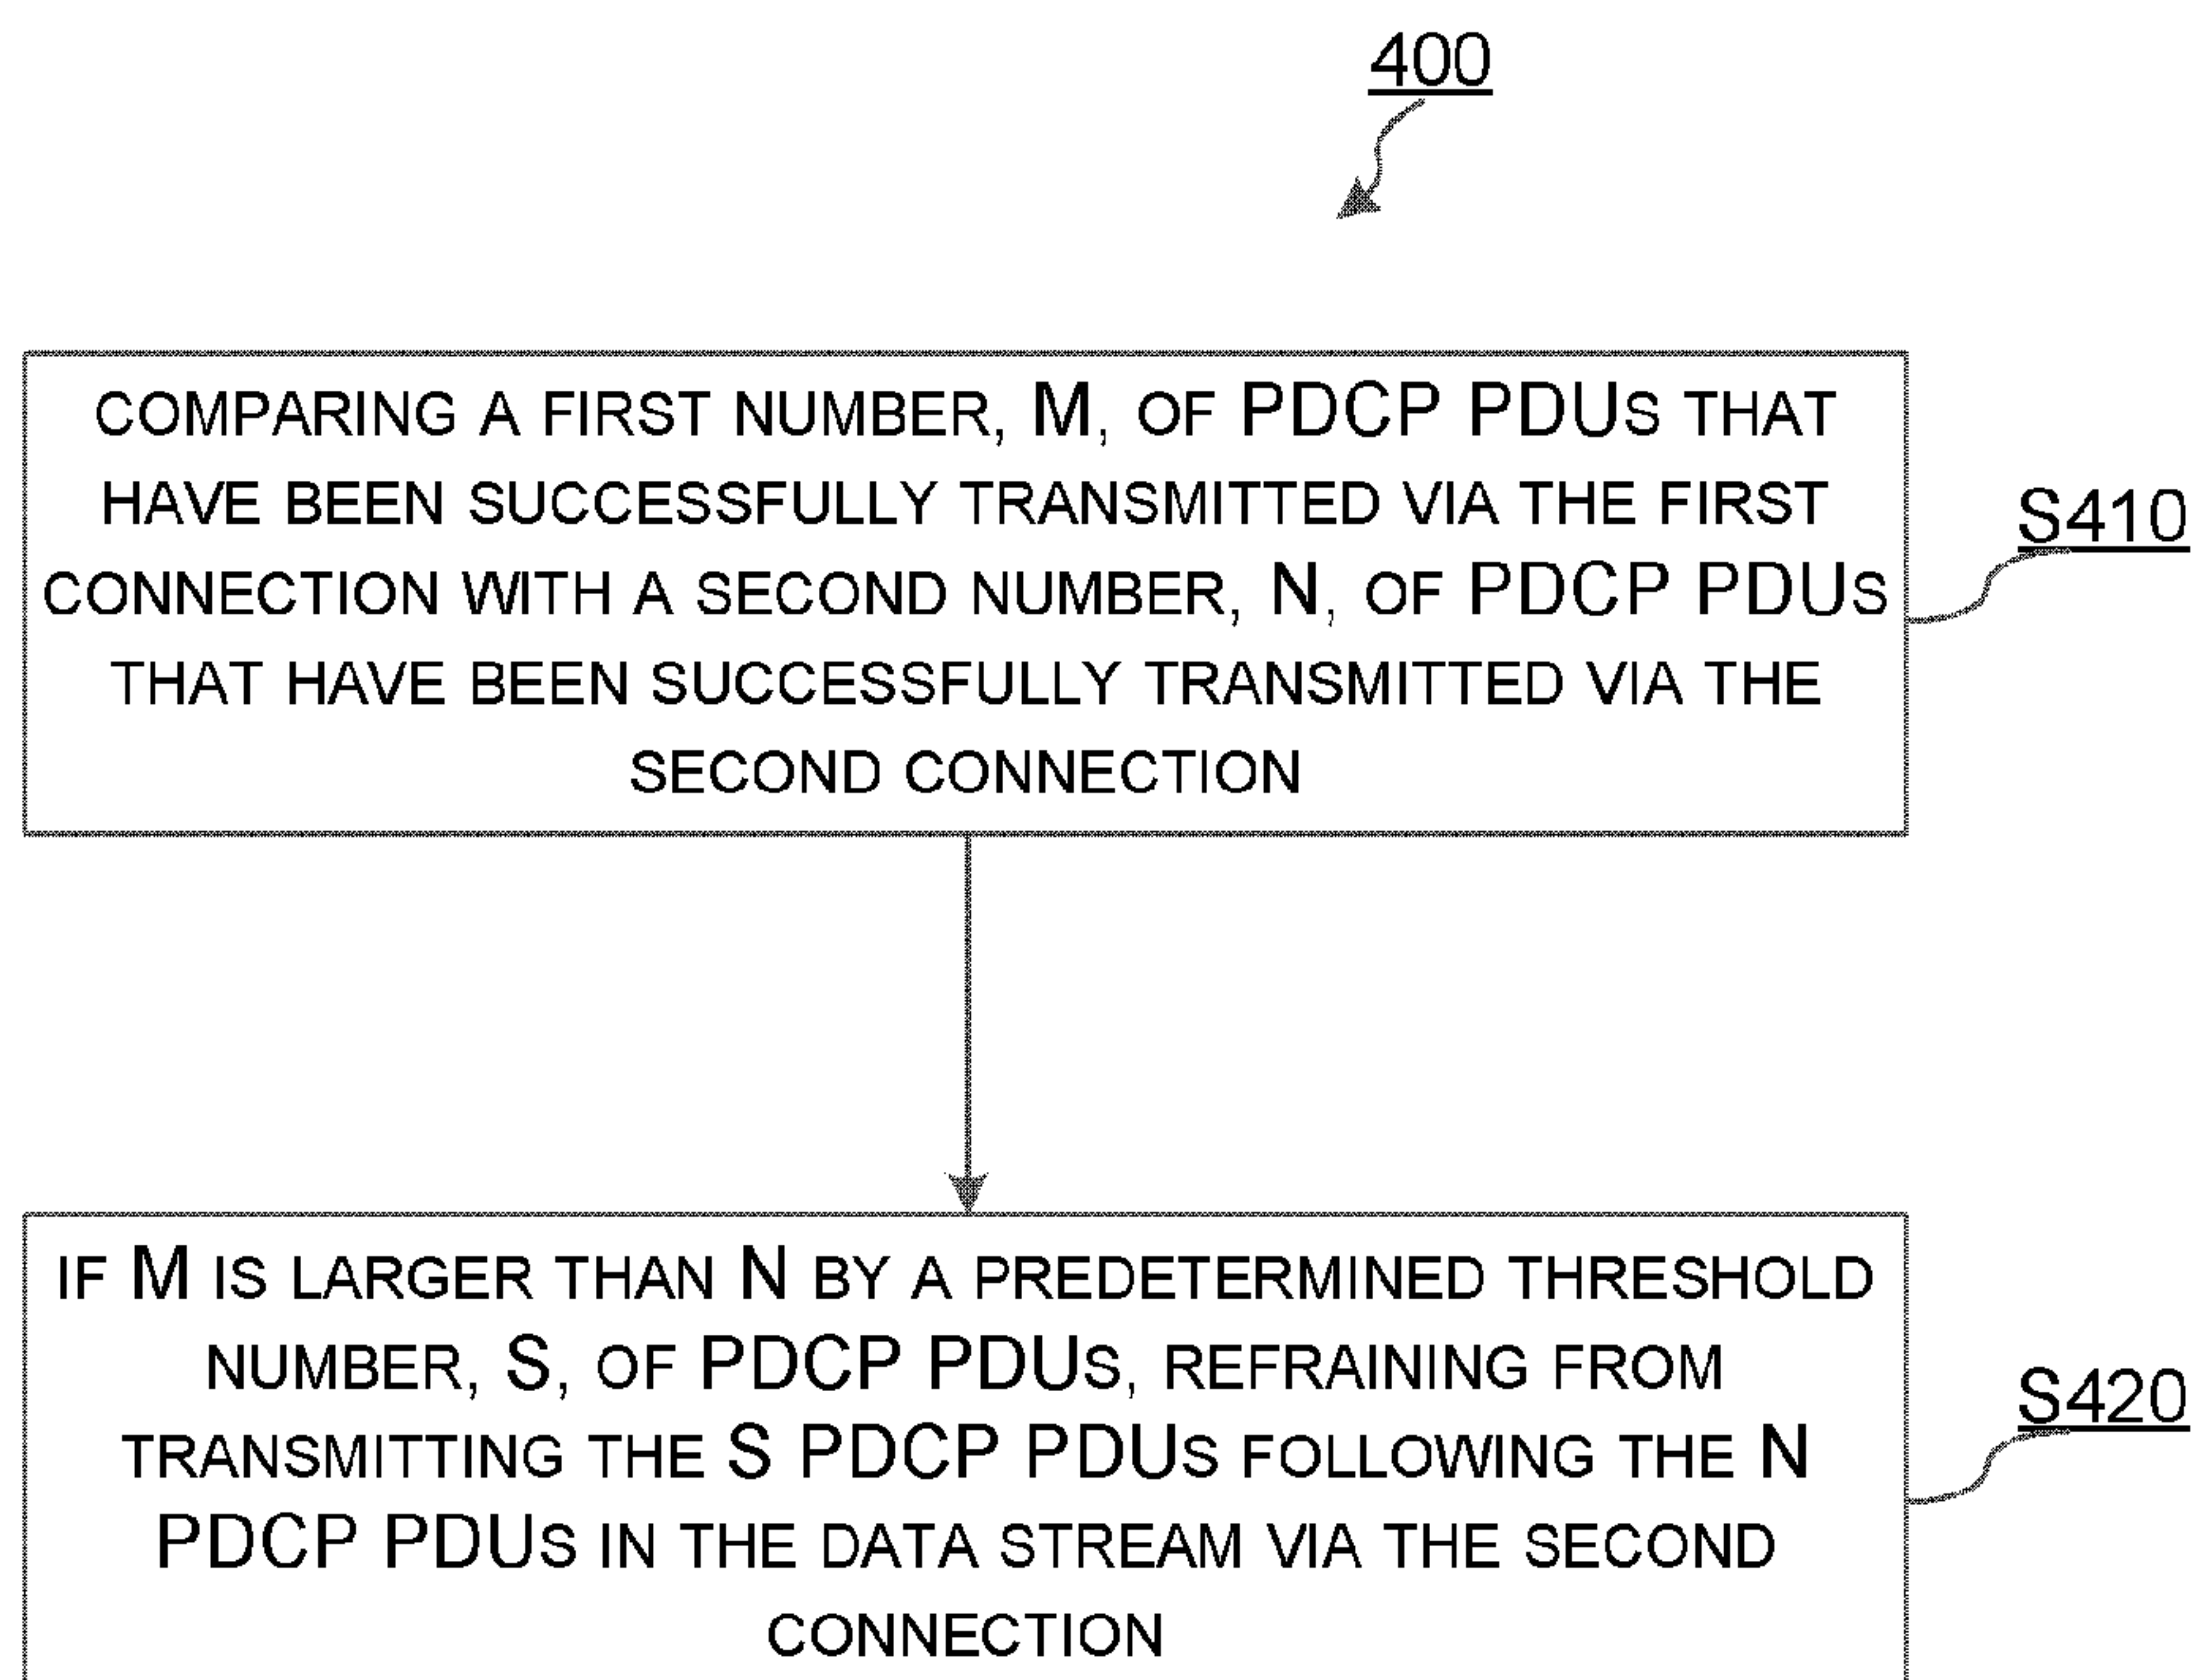 400
COMPARING A FIRST NUMBER, M, OF PDCP PDUS THAT
HAVE BEEN SUCCESSFULLY TRANSMITTED VIA THE FIRST
CONNECTION WITH A SECOND NUMBER, N, OF PDCP PDUS
THAT HAVE BEEN SUCCESSFULLY TRANSMITTED VIA THE
SECOND CONNECTION
S410
IF M IS LARGER THAN N BY A PREDETERMINED THRESHOLD
NUMBER, S, OF PDCP PDUS, REFRAINING FROM
TRANSMITTING THE S PDCP PDUS FOLLOWING THE N
PDCP PDUS IN THE DATA STREAM VIA THE SECOND
CONNECTION
S420